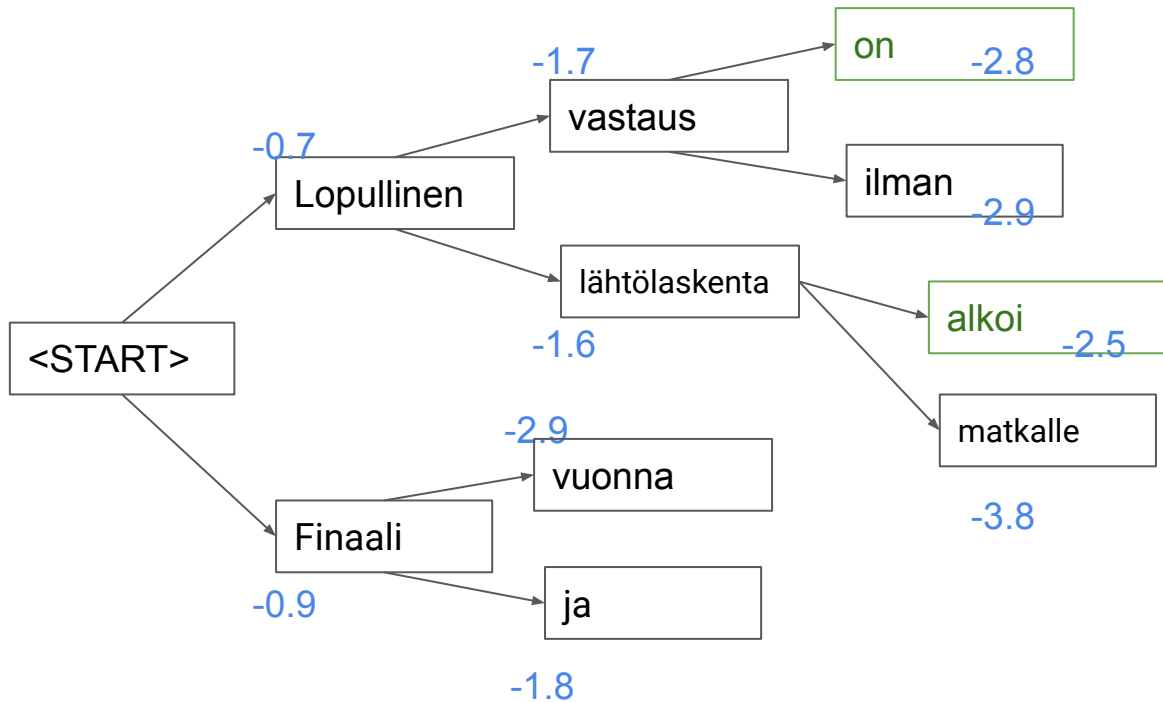 on
-1.7
-2.8
vastaus
-0.7
ilman
Lopullinen
-2.9
lähtölaskenta
alkoi
-1.6
-2.5
<START>
-2.9
matkalle
vuonna
-3.8
Finaali
-0.9
ja
-1.8